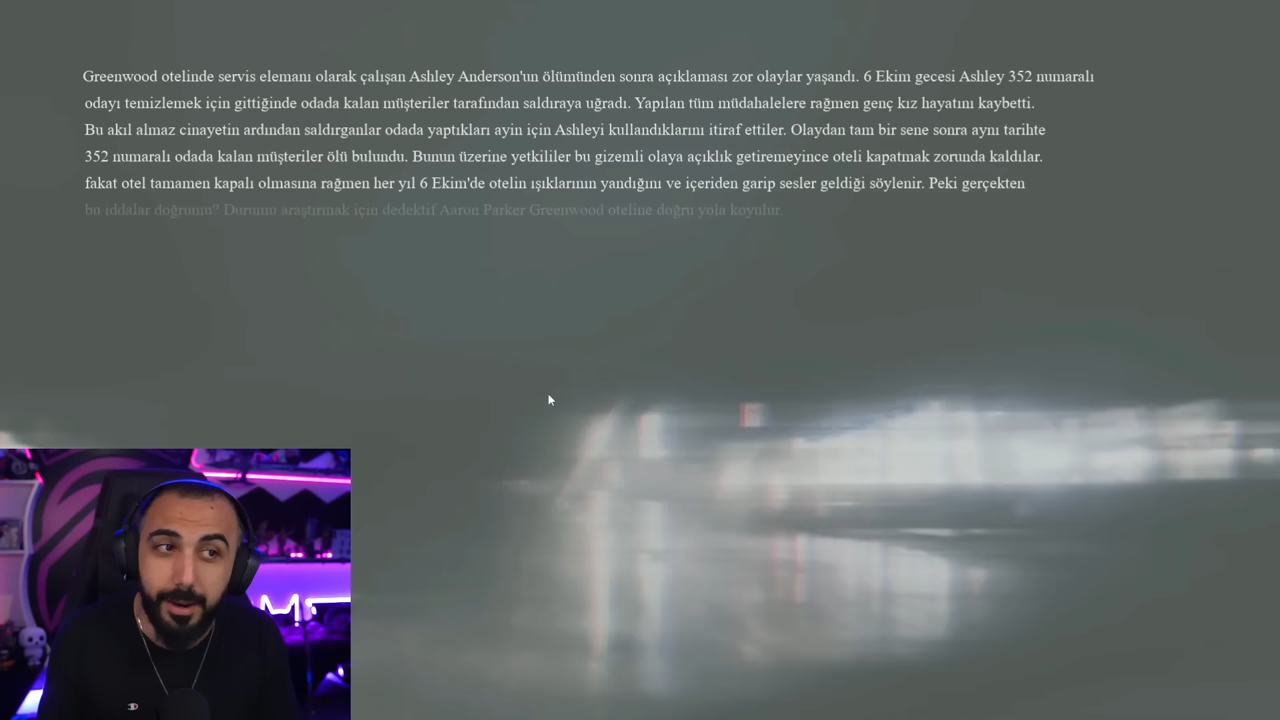 Greenwood otelinde servis elemanı olarak çalışan Ashley Anderson'un ölümünden sonra açıklaması zor olaylar yaşandı. 6 Ekim gecesi Ashley 352 numaralı
odayı temizlemek için gittiğinde odada kalan müşteriler tarafından saldıraya uğradı. Yapılan tüm müdahalelere rağmen genç kız hayatını kaybetti.
Bu akıl almaz cinayetin ardından saldırganlar odada yaptıkları ayin için Ashleyi kullandıklarını itiraf ettiler. Olaydan tam bir sene sonra aynı tarihte
352 numaralı odada kalan müşteriler ölü bulundu. Bunun üzerine yetkililer bu gizemli olaya açıklık getiremeyince oteli kapatmak zorunda kaldılar.
fakat otel tamamen kapalı olmasına rağmen her yıl 6 Ekim'de otelin ışıklarının yandığını ve içeriden garip sesler geldiği söylenir. Peki gerçekten
bu iddalar doğrumu? Durumu araştırmak için dedektif Aaron Parker Greenwood oteline doğru yola koyulur.